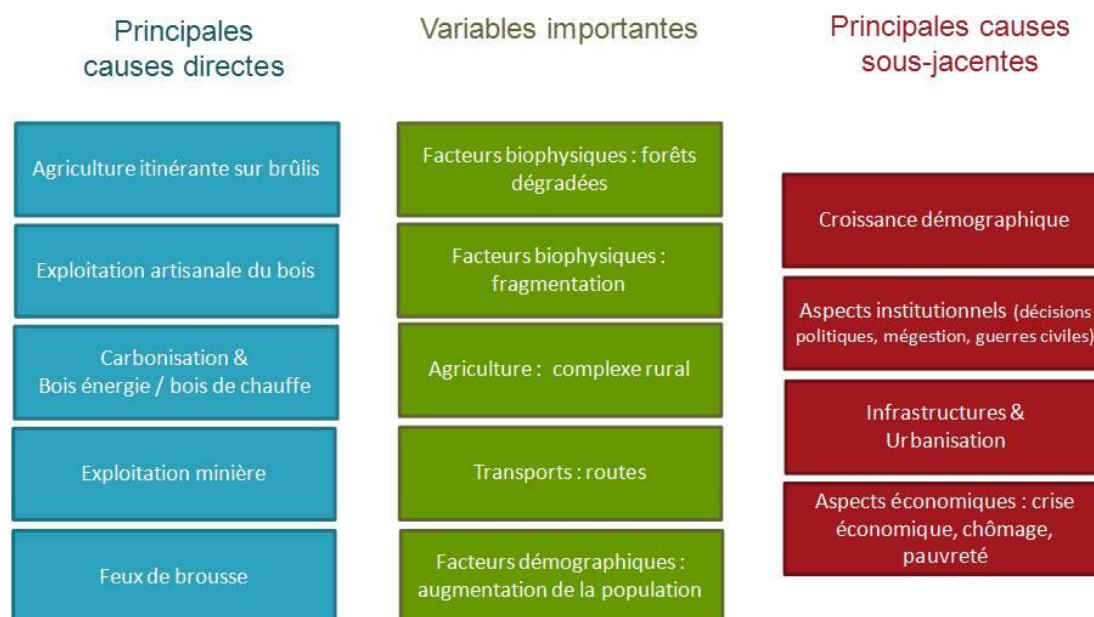 Principales
causes directes
Agriculture itinérante sur brûlis
Exploitation artisanale du bois
Carbonisation &
Bois énergie / bois de chauffe
Exploitation minière
Feux de brousse
Variables importantes
Facteurs biophysiques : forêts
dégradées
Facteurs biophysiques :
fragmentation
Agriculture : complexe rural
Transports : routes
Facteurs démographiques :
augmentation de la population
Principales causes
sous-jacentes
Croissance démographique
Aspects institutionnels (décisions
politiques, mégestion, guerres civiles)
Infrastructures &
Urbanisation
Aspects économiques : crise
économique, chômage,
pauvreté